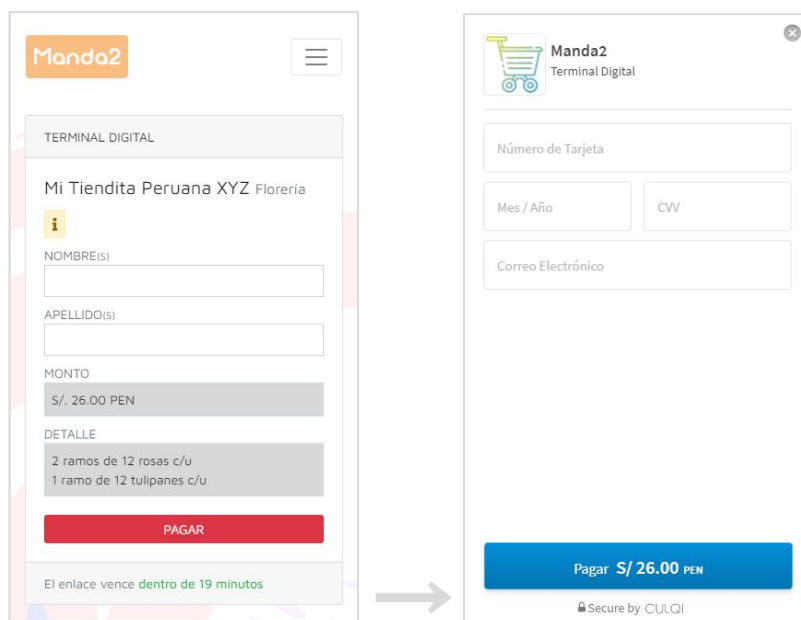 Manda2
TERMINAL DIGITAL
Mi Tiendita Peruana XYZ Florería
i
NOMBRE(S)
APELLIDO(S)
MONTO
S/. 26.00 PEN
DETALLE
2 ramos de 12 rosas c/u
1 ramo de 12 tulipanes c/u
PAGAR
El enlace vence dentro de 19 minutos
Manda2
Terminal Digital
Número de Tarjeta
Mes / Año
CVV
Correo Electrónico
Pagar S/ 26.00 PEN
Secure by CULQI